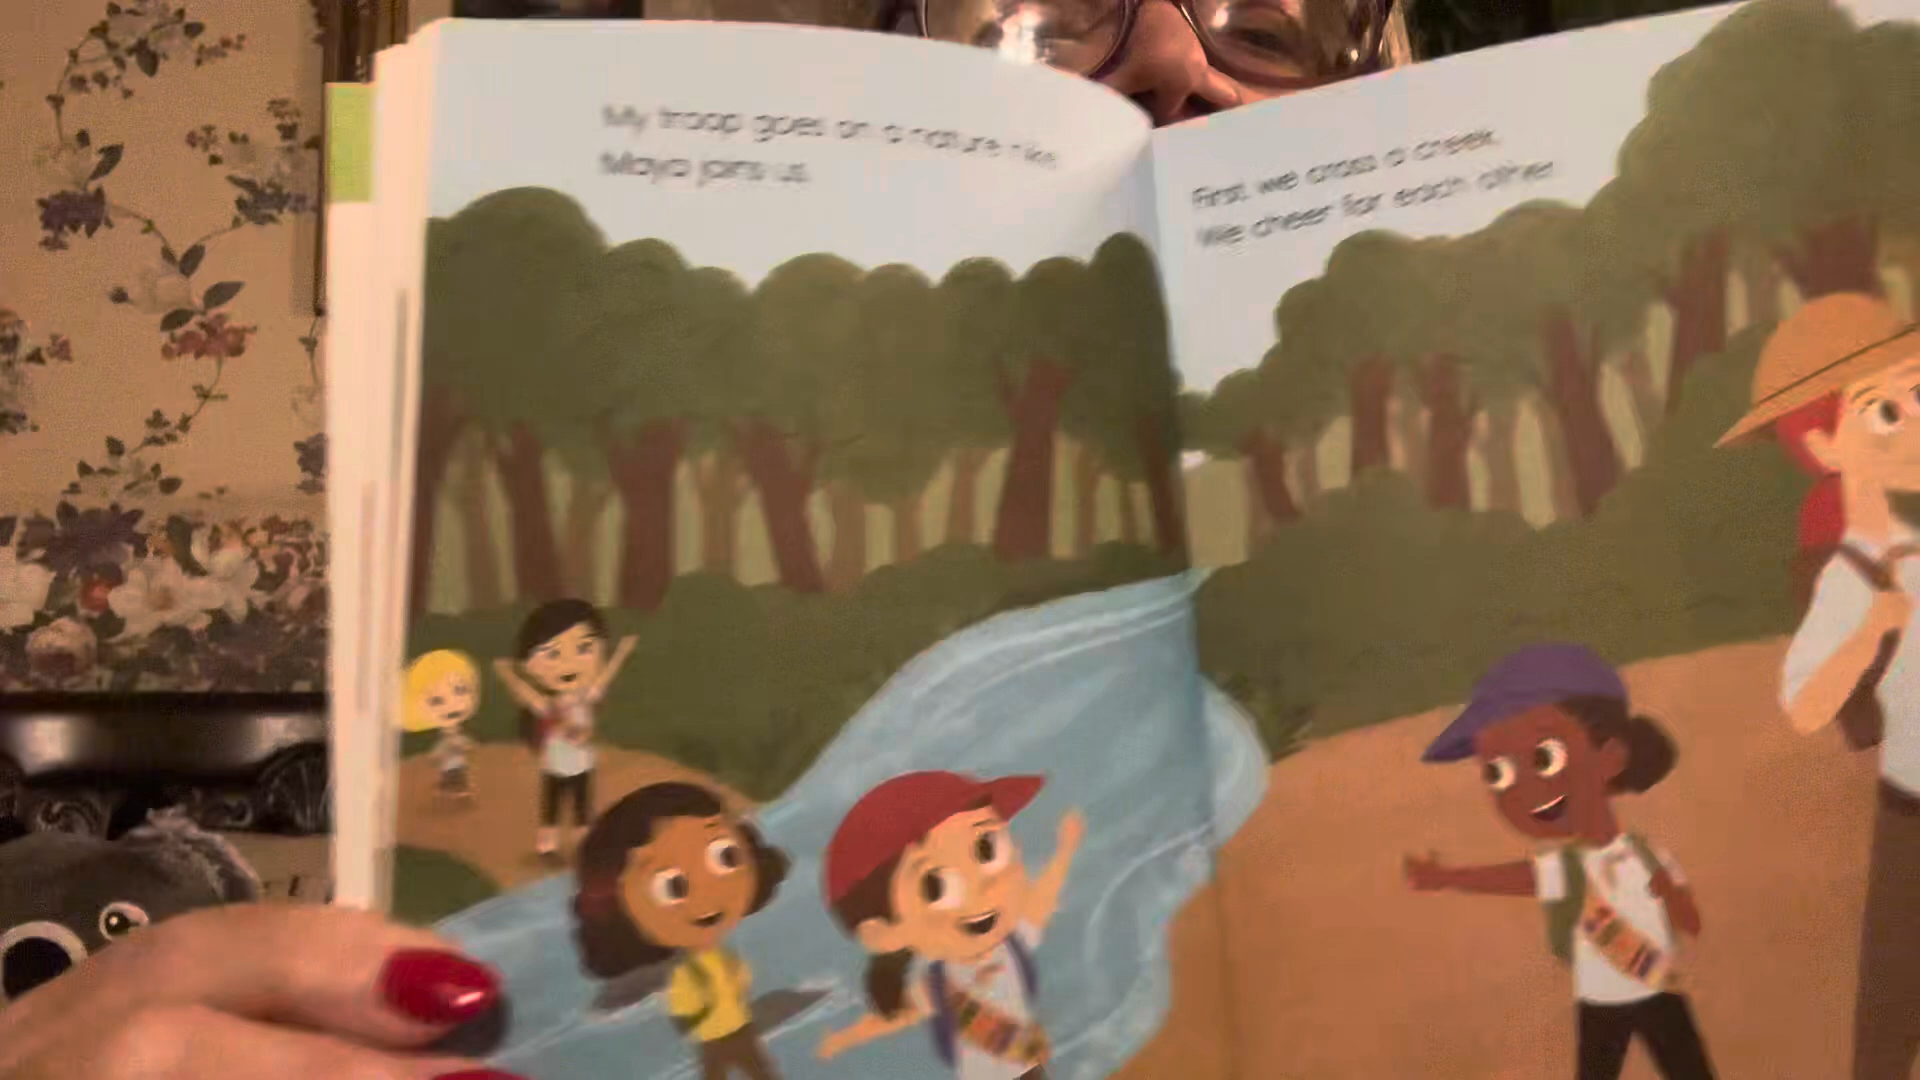 My troop goes on a nature hike.
Maya joins us.
First, we cross a creek.
We cheer for each other.